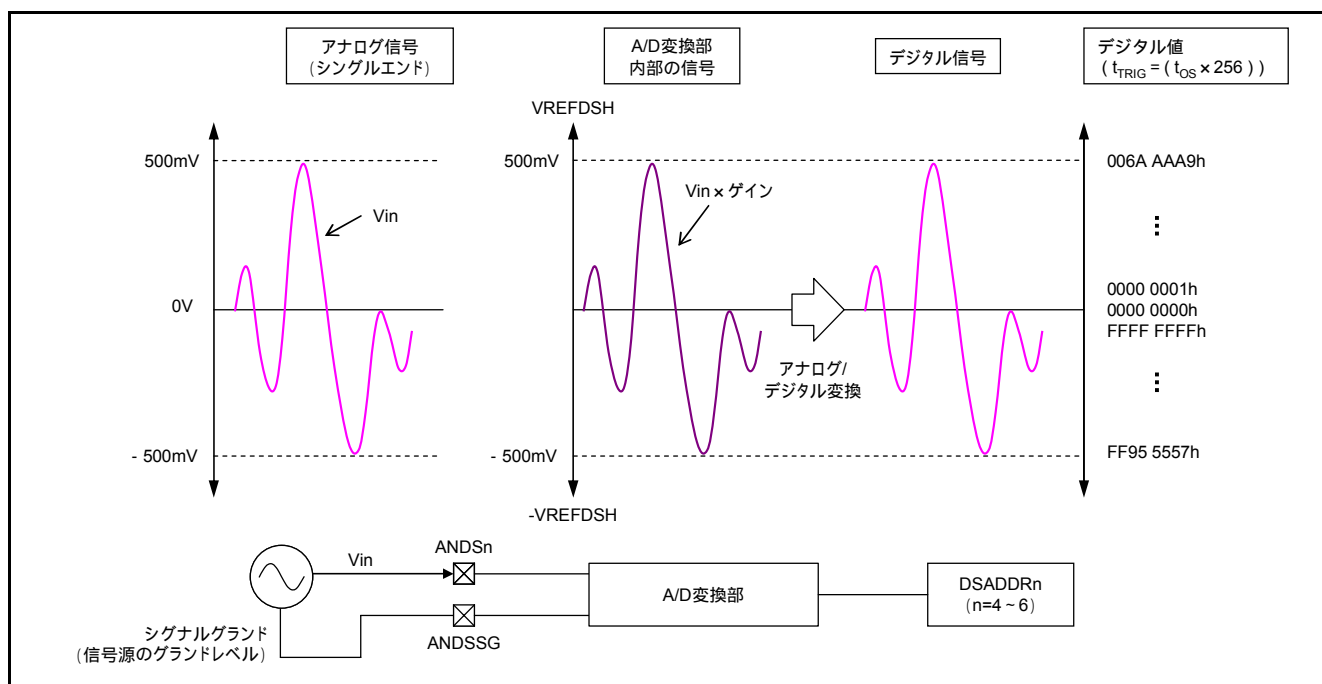 アナログ信号
(シングルエンド)
A/D変換部
内部の信号
デジタル信号
デジタル値
( tTRIG = ( tOS × 256 ) )
VREFDSH
500mV
500mV
006A AAA9h
Vin
Vin × ゲイン
⋮
0V
0000 0001h
0000 0000h
FFFF FFFFh
アナログ/
デジタル変換
⋮
- 500mV
- 500mV
FF95 5557h
-VREFDSH
Vin
ANDSn
A/D変換部
DSADDRn
(n=4 ~ 6)
シグナルグランド
(信号源のグランドレベル)
ANDSSG